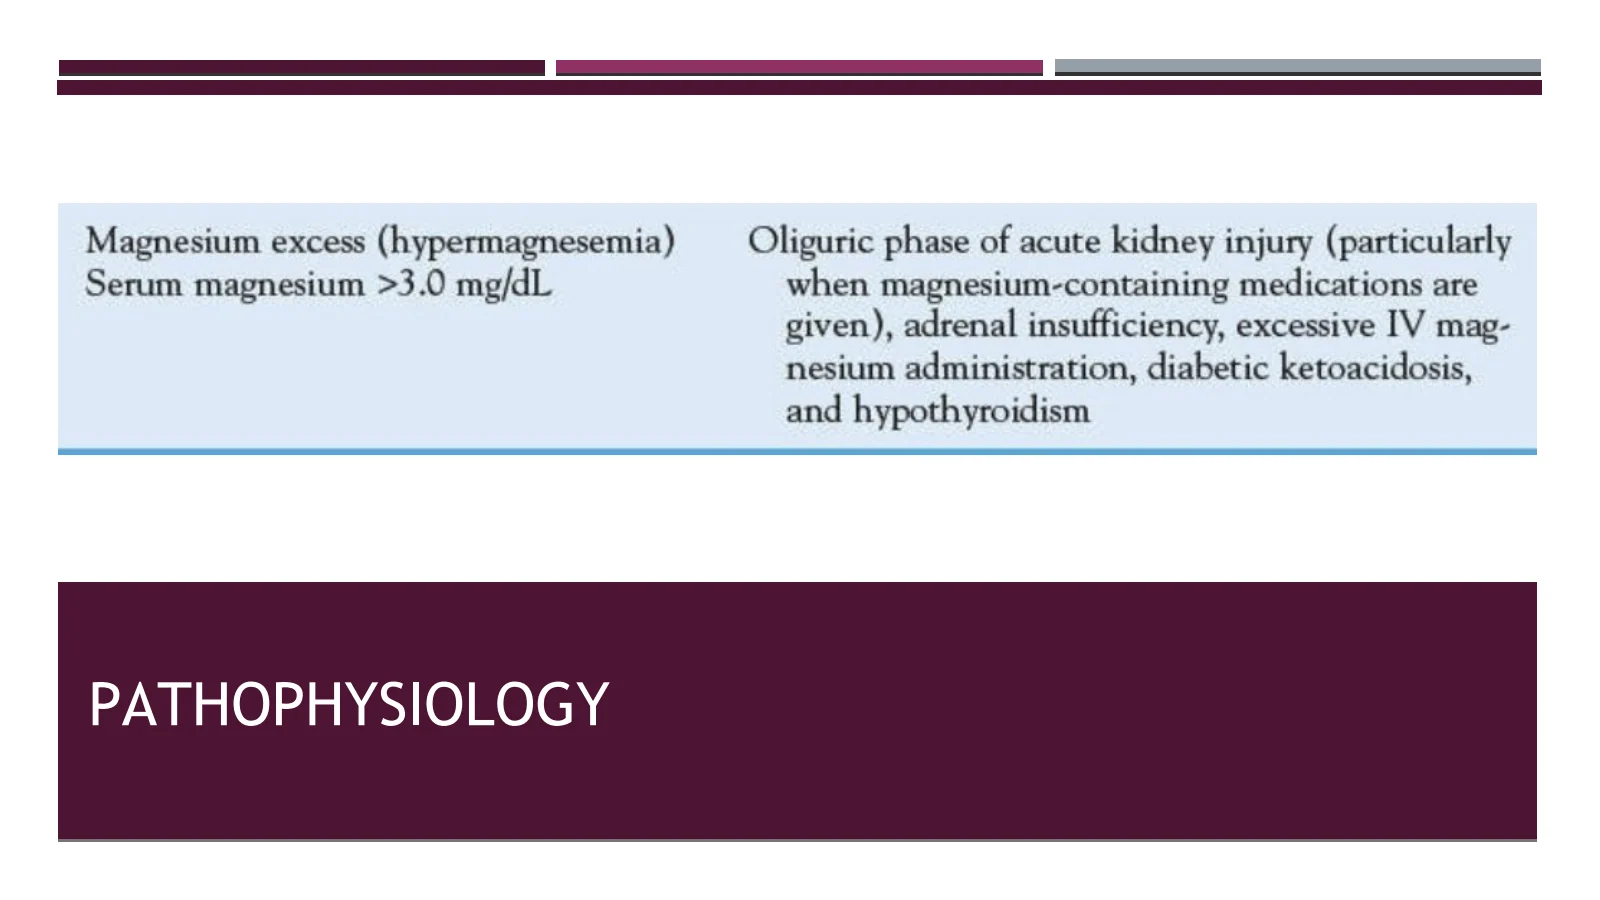 Magnesium excess (hypermagnesemia)
Serum magnesium >3.0 mg/dL
Oliguric phase of acute kidney injury (particularly
when magnesium-containing medications are
given), adrenal insufficiency, excessive IV mag-
nesium administration, diabetic ketoacidosis,
and hypothyroidism
PATHOPHYSIOLOGY